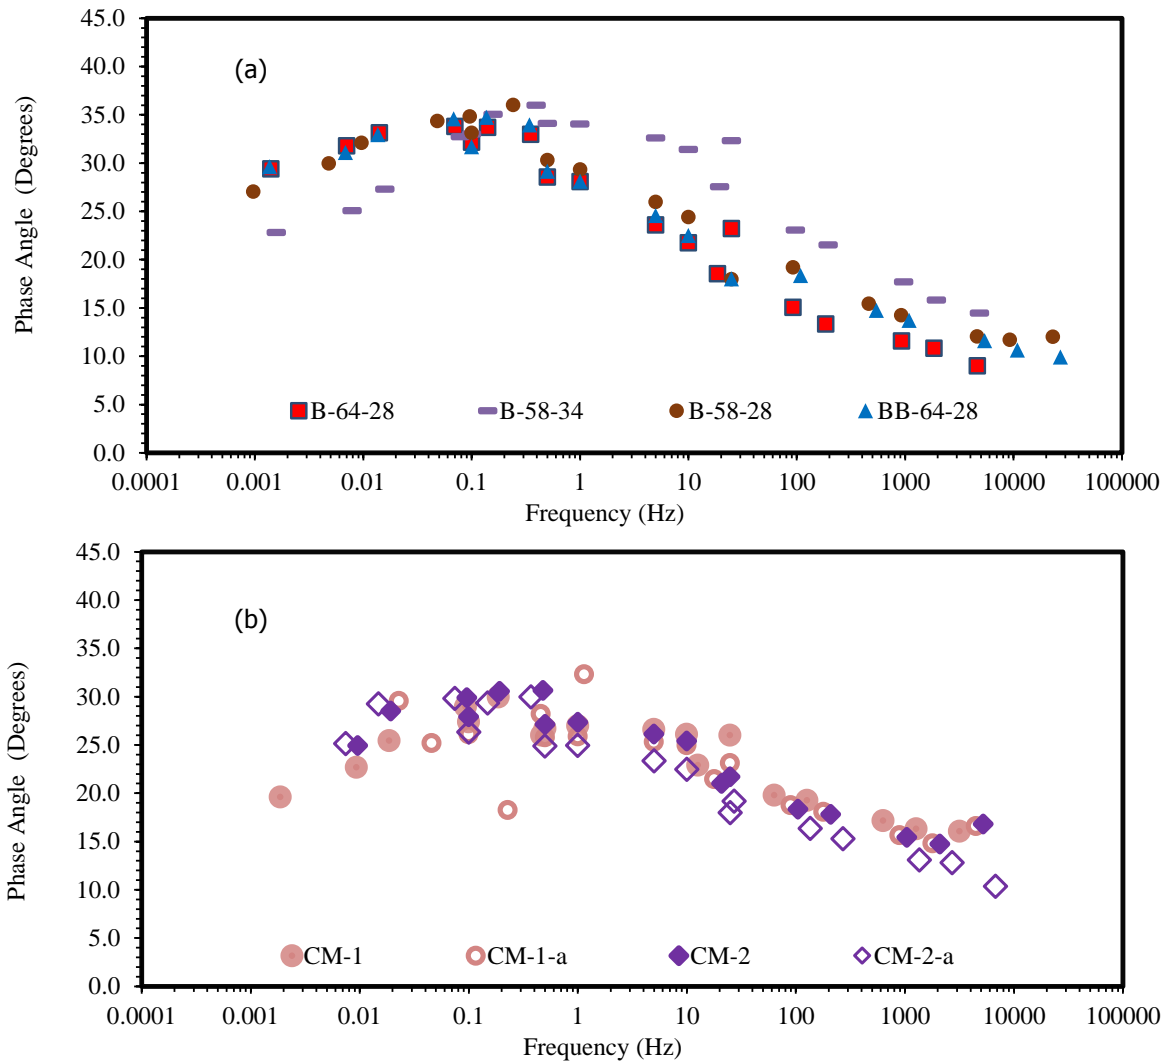 45.0
40.0
35.0
30.0
25.0
20.0
15.0
10.0
5.0
0.0
Phase Angle (Degrees)
(a)
B-64-28 B-58-34 B-58-28 BB-64-28
0.0001 0.001 0.01 0.1 1 10 100 1000 10000 100000
Frequency (Hz)
45.0
40.0
35.0
30.0
25.0
20.0
15.0
10.0
5.0
0.0
Phase Angle (Degrees)
(b)
CM-1 CM-1-a CM-2 CM-2-a
0.0001 0.001 0.01 0.1 1 10 100 1000 10000 100000
Frequency (Hz)